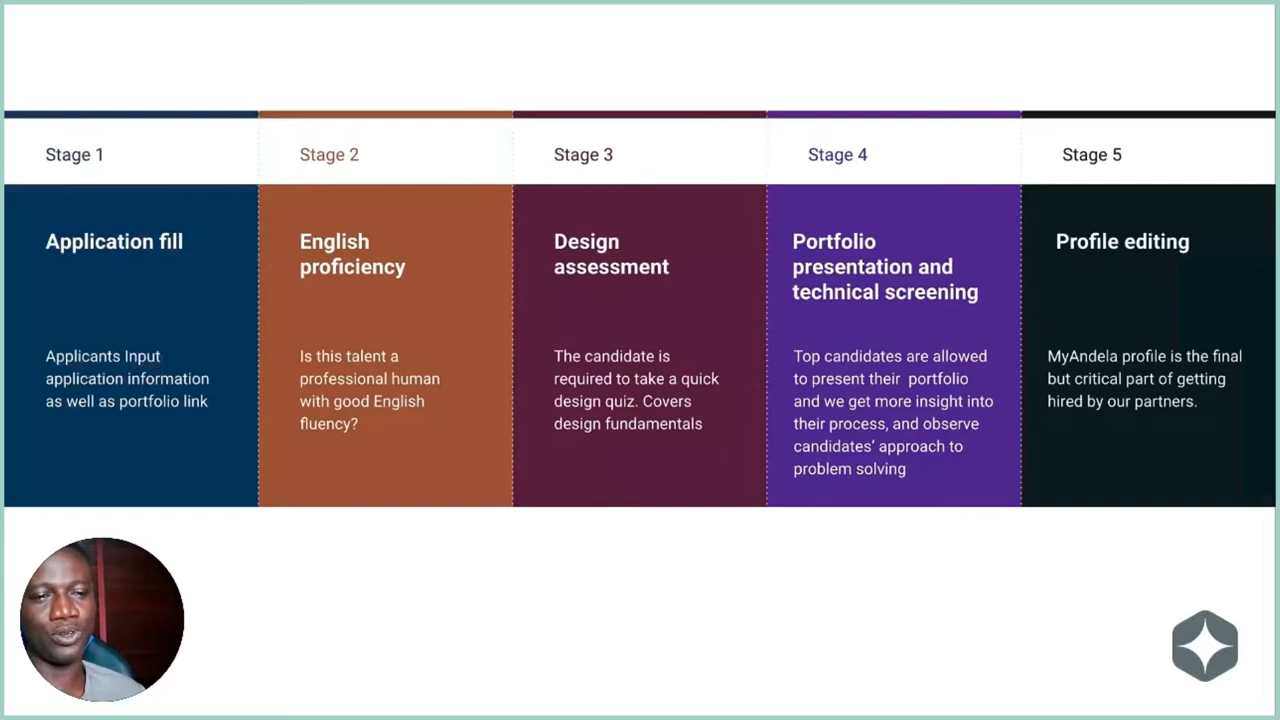 Stage 1
Application fill
Applicants Input
application information
as well as portfolio link
Stage 2
English
proficiency
Is this talent a
professional human
with good English
fluency?
Stage 3
Design
assessment
The candidate is
required to take a quick
design quiz. Covers
design fundamentals
Stage 4
Portfolio
presentation and
technical screening
Top candidates are allowed
to present their  portfolio
and we get more insight into
their process, and observe
candidates’ approach to
problem solving
Stage 5
Profile editing
MyAndela profile is the final
but critical part of getting
hired by our partners.